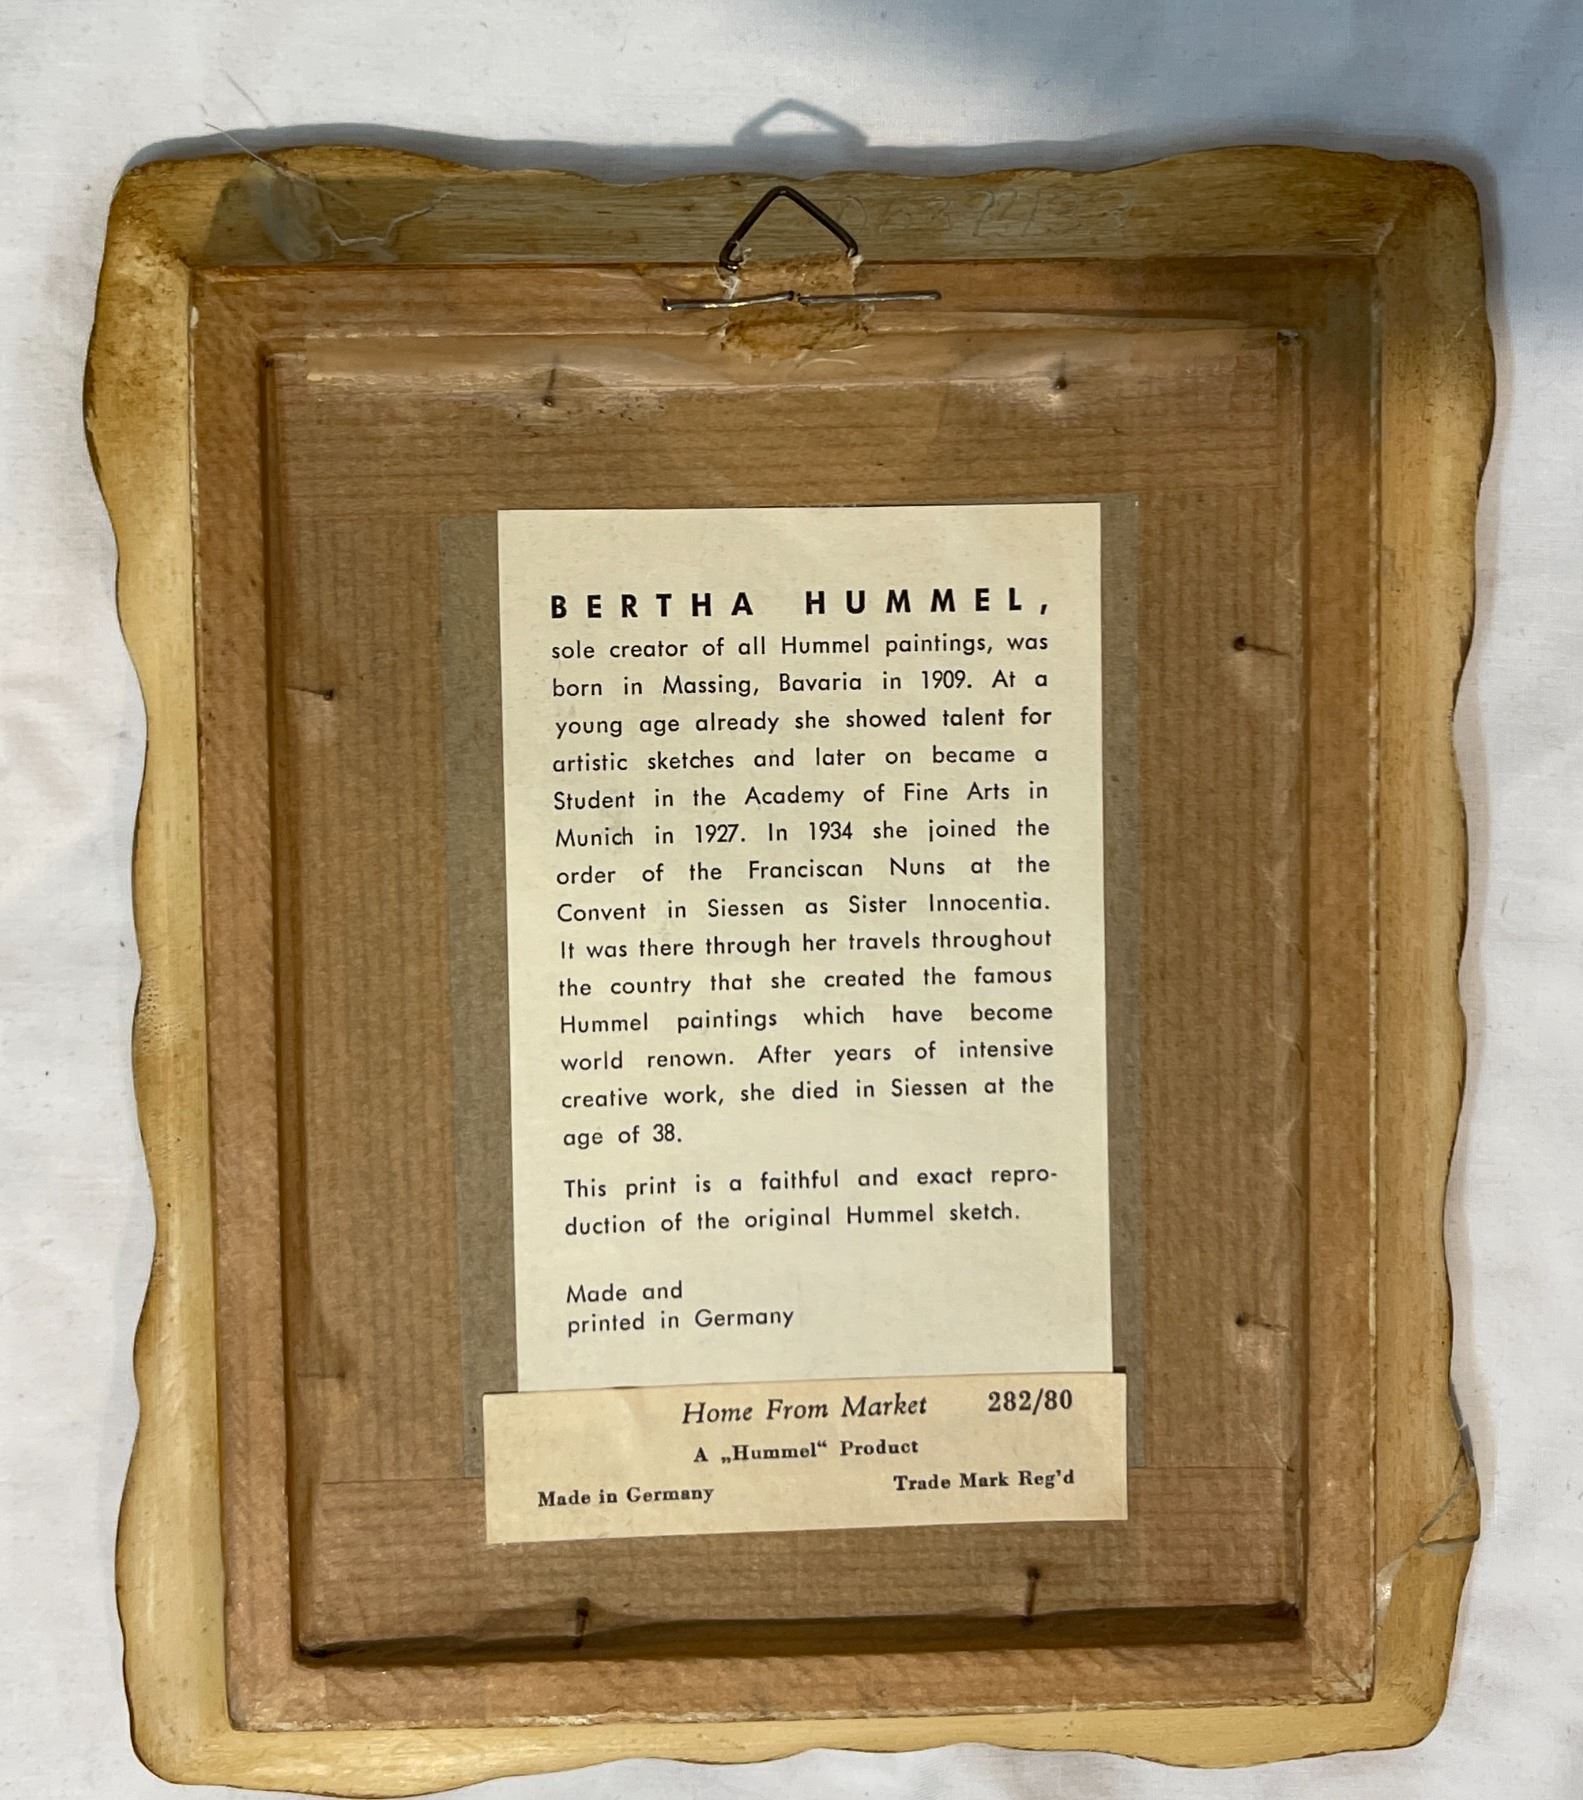 BERTHA HUMMEL,
sole creator of all Hummel paintings, was
born in Massing, Bavaria in 1909. At a
young age already she showed talent for
artistic sketches and later on became a
Student in the Academy of Fine Arts in
Munich in 1927. In 1934 she joined the
order of the Franciscan Nuns at the
Convent in Siessen as Sister Innocentia.
It was there through her travels throughout
the country that she created the famous
Hummel paintings which have become
world renown. After years of intensive
creative work, she died in Siessen at the
age of 38.
This print is a faithful and exact repro-
duction of the original Hummel sketch.
Made and
printed in Germany
Home From Market 282/80
A „Hummel“ Product
Made in Germany Trade Mark Reg'd